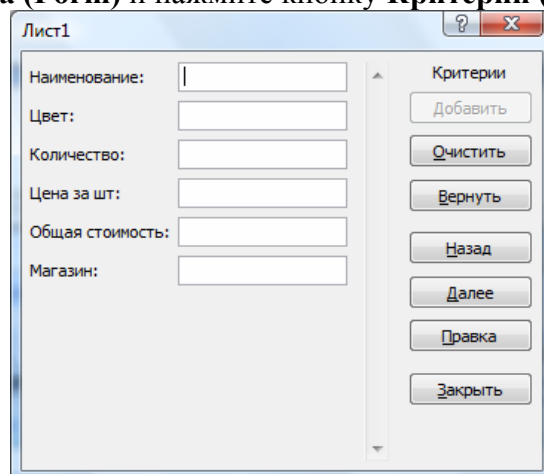 (Form) и нажмите кнопку Критерии (
Лист1
Наименование:
Цвет:
Количество:
Цена за шт:
Общая стоимость:
Магазин:
Критерии
Добавить
Очистить
Вернуть
Назад
Далее
Правка
Закрыть